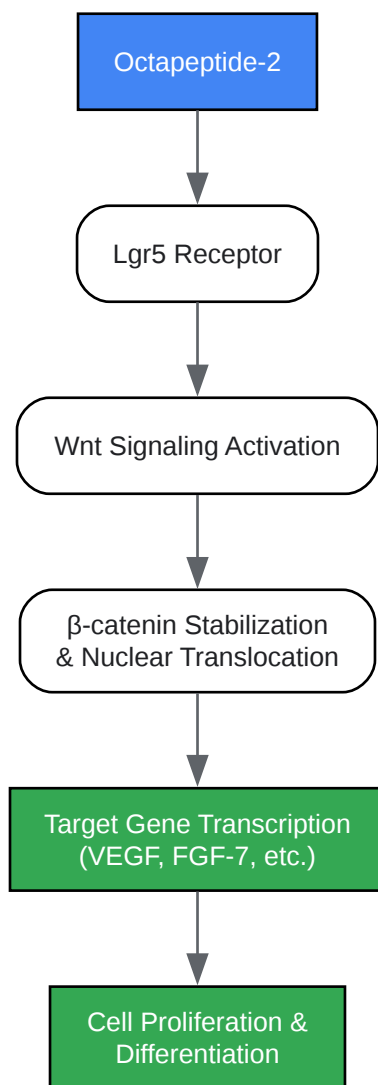 Octapeptide-2
Lgr5 Receptor
Wnt Signaling Activation
β-catenin Stabilization
& Nuclear Translocation
Target Gene Transcription
(VEGF, FGF-7, etc.)
Cell Proliferation &
Differentiation